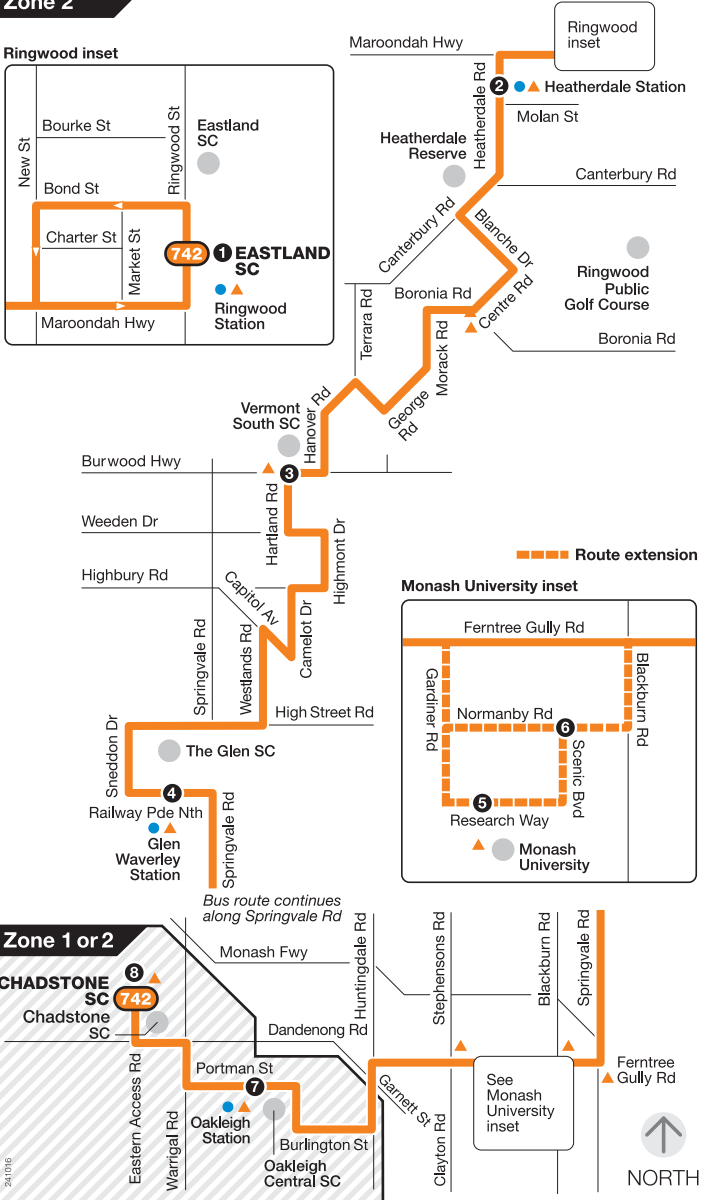 Zone 2
Ringwood inset
New St
Bourke St
Ringwood St
Eastland
SC
Bond St
Charter St
Market St
742
1 EASTLAND
SC
Ringwood
Station
Maroondah Hwy
Ringwood
inset
Maroondah Hwy
Heatherdale Rd
2
Heatherdale Station
Molan St
Heatherdale
Reserve
Canterbury Rd
Canterbury Rd
Blanche Dr
Ringwood
Public
Golf Course
Boronia Rd
Centre Rd
Boronia Rd
Terrara Rd
Morack Rd
George
Rd
Hanover Rd
Vermont
South SC
Burwood Hwy
3
Hartland Rd
Weeden Dr
Highmont Dr
Highbury Rd
Capitol Av
Camelot Dr
Springvale Rd
Westlands Rd
High Street Rd
Sneddon Dr
The Glen SC
4
Railway Pde Nth
Glen
Waverley
Station
Springvale Rd
Bus route continues
along Springvale Rd
Route extension
Monash University inset
Ferntree Gully Rd
Gardiner Rd
Blackburn Rd
Normanby Rd
6
Scenic Bvd
5
Research Way
Monash
University
Zone 1 or 2
8
CHADSTONE
SC
742
Chadstone
SC
Monash Fwy
Huntingdale Rd
Stephensons Rd
Blackburn Rd
Springvale Rd
Dandenong Rd
Portman St
7
Eastern Access Rd
Warrigal Rd
Oakleigh
Station
Oakleigh
Central SC
Burlington St
Garnett St
Clayton Rd
See
Monash
University
inset
Ferntree
Gully Rd
NORTH
241016